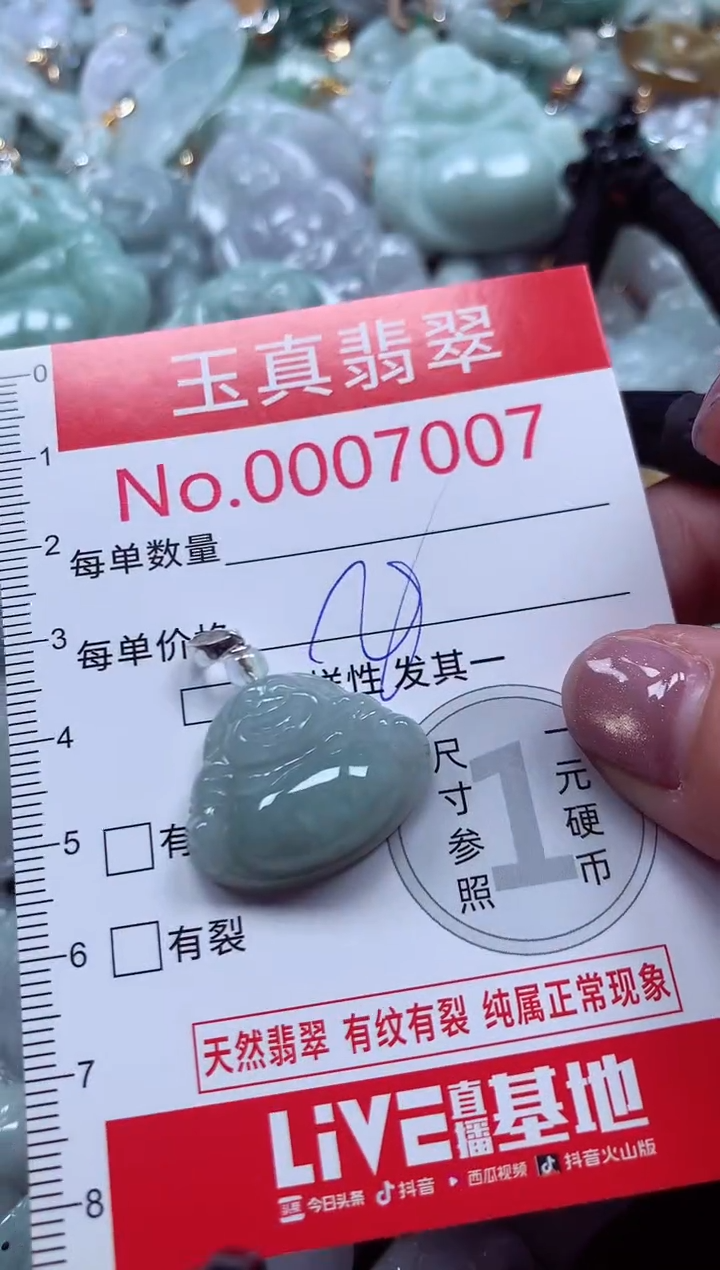 玉真翡翠
0
No.0007007
1
2
每单数量
3
每单价格
样性 发其一
4
尺寸参照
1
一元硬币
5
有
6
有裂
天然翡翠 有纹有裂 纯属正常现象
7
LiVE直播基地
8
头条 今日头条 抖音 西瓜视频 抖音火山版